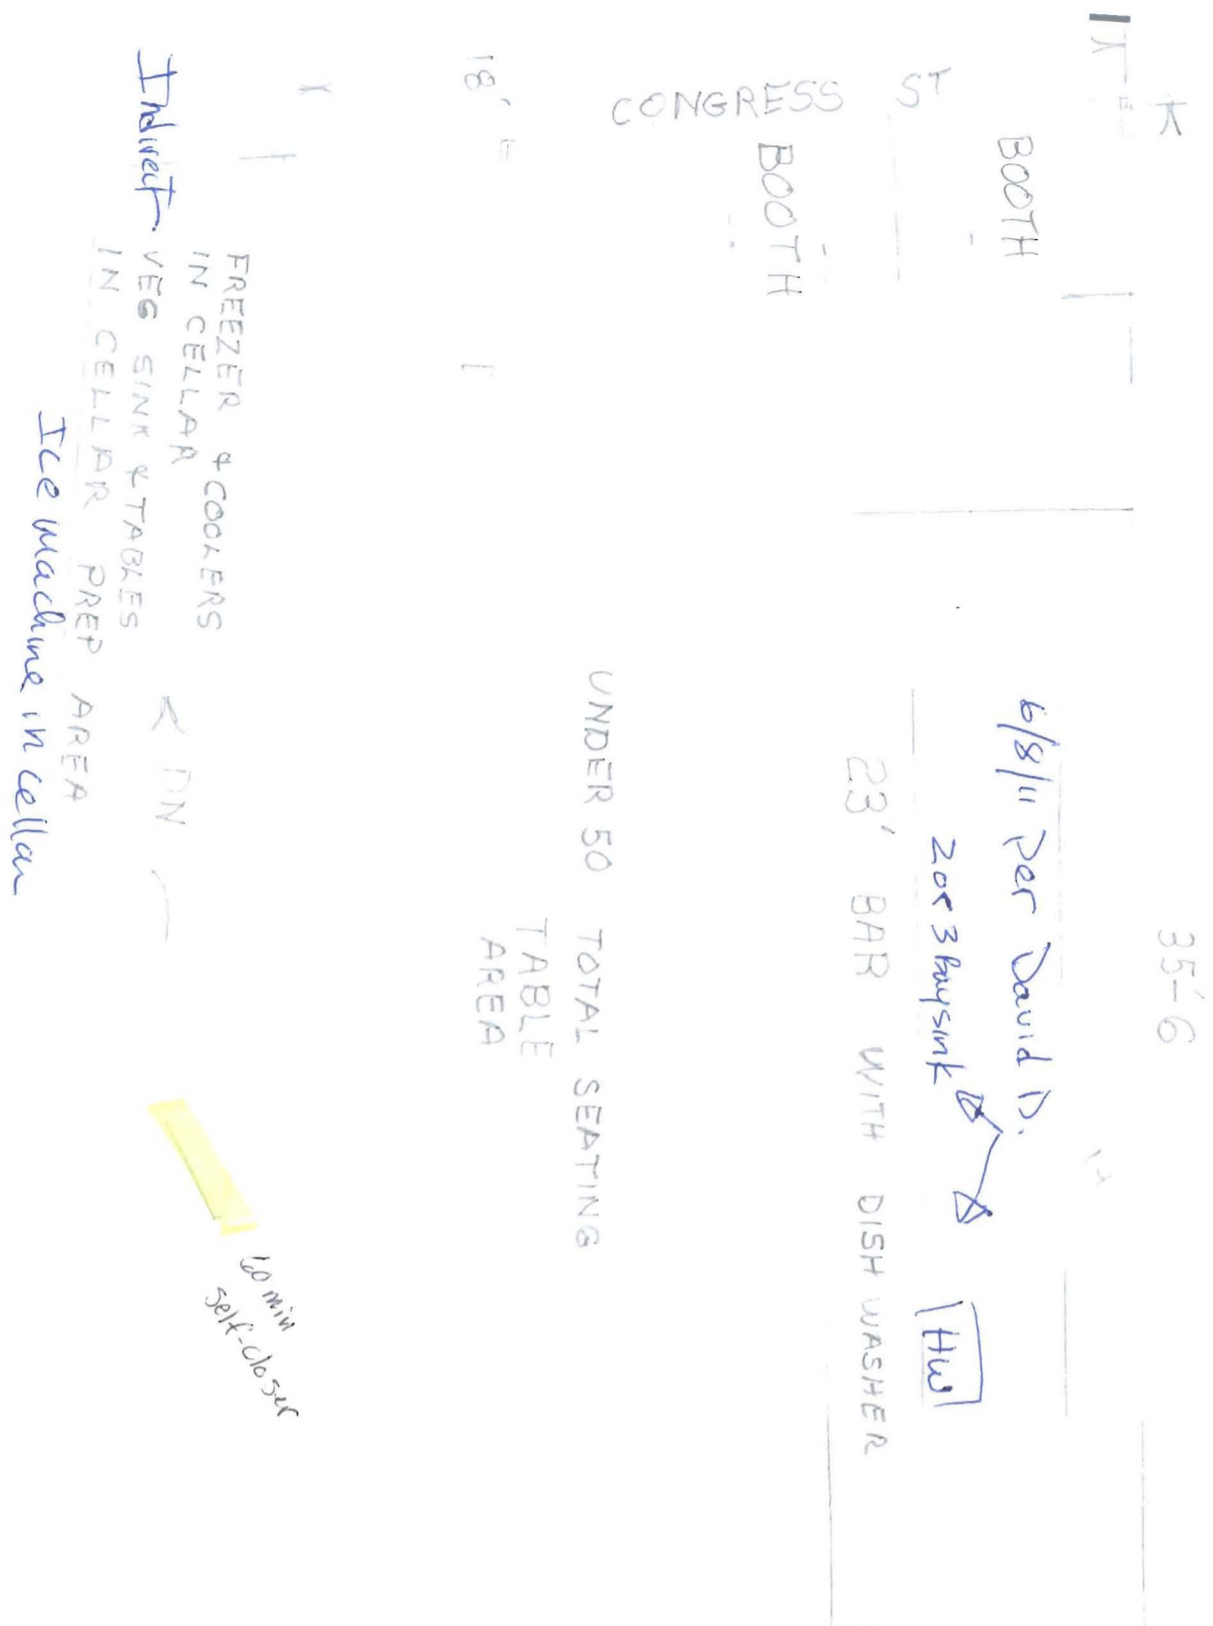 35'-6
6/8/11 Per David D.
2 or 3 Baysink
HW
23' BAR WITH DISH WASHER
BOOTH
BOOTH
CONGRESS ST
UNDER 50 TOTAL SEATING
TABLE
AREA
18'
FREEZER & COOLERS
IN CELLAR
Indirect
VEG SINK & TABLES
IN CELLAR PREP AREA
Ice machine in cellar
< DN
60 min
self-closer